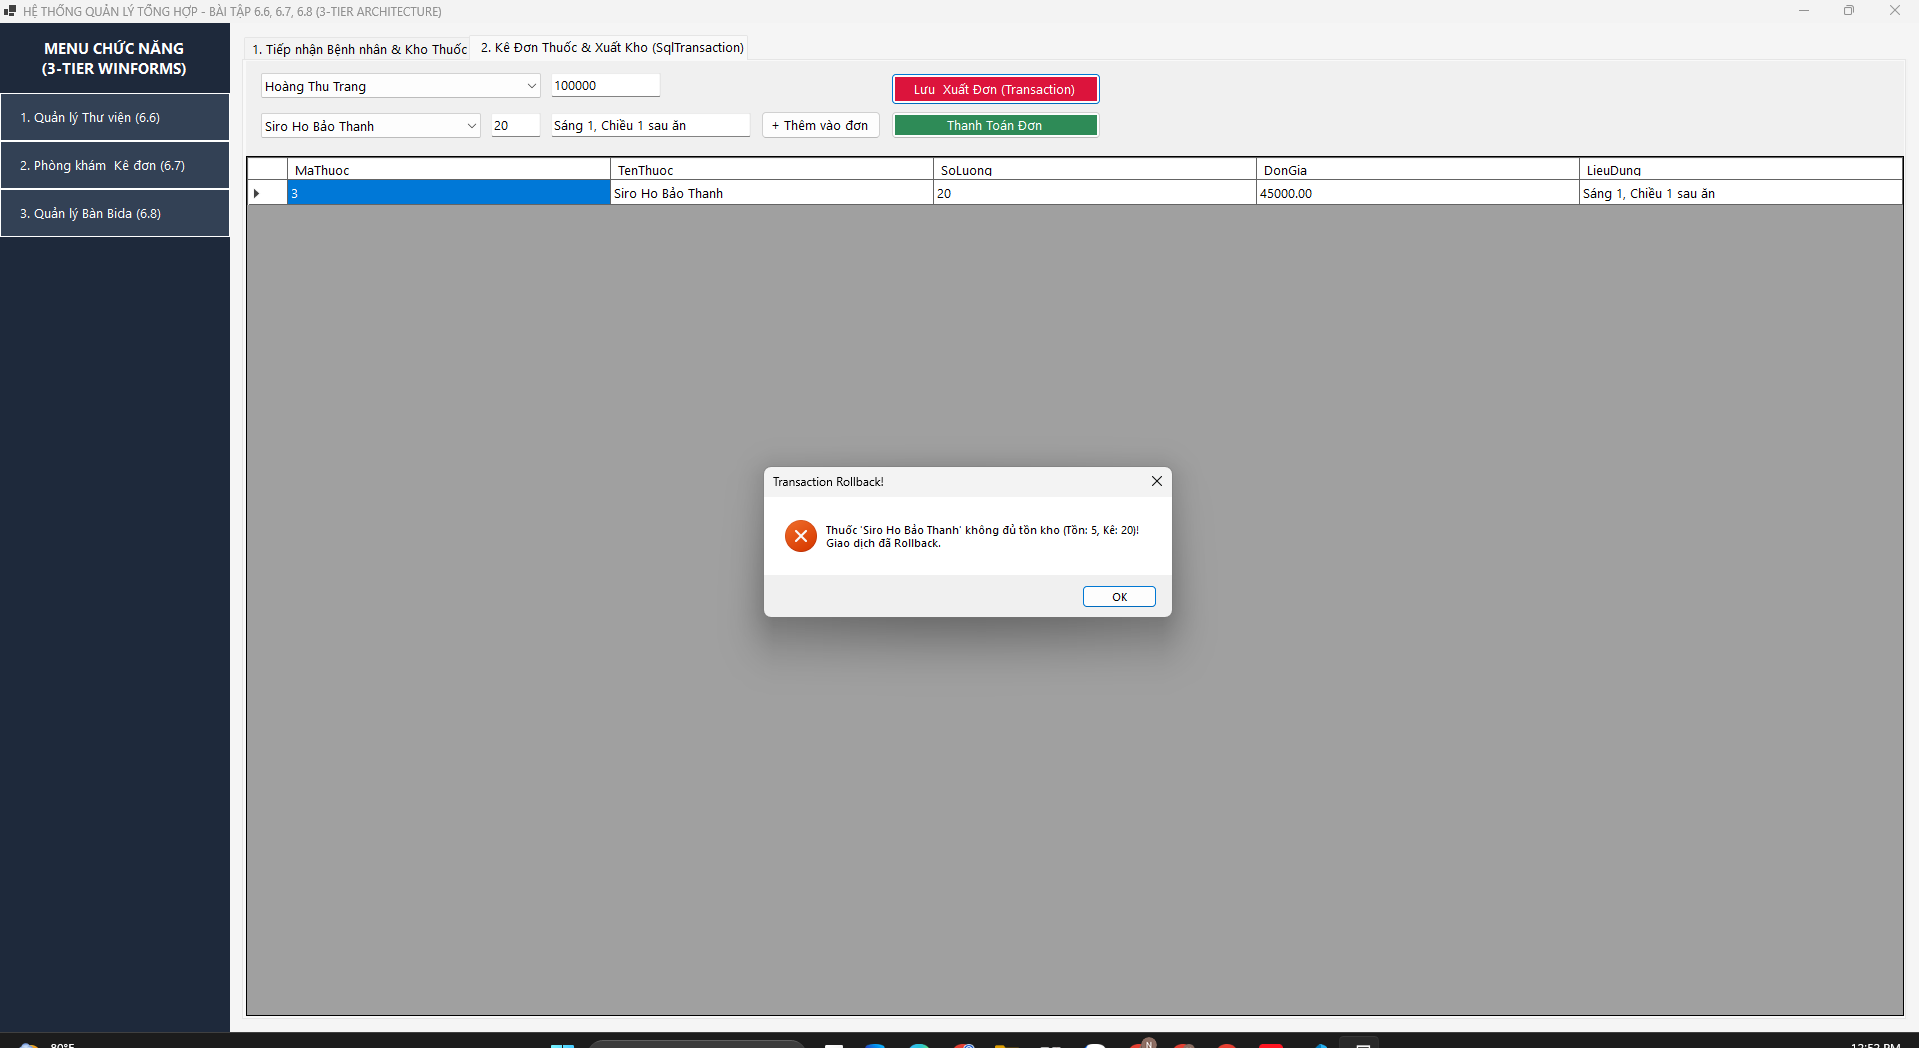 HỆ THỐNG QUẢN LÝ TỔNG HỢP - BÀI TẬP 6.6, 6.7, 6.8 (3-TIER ARCHITECTURE)
MENU CHỨC NĂNG
(3-TIER WINFORMS)
1. Quản lý Thư viện (6.6)
2. Phòng khám  Kê đơn (6.7)
3. Quản lý Bàn Bida (6.8)
1. Tiếp nhận Bệnh nhân & Kho Thuốc
2. Kê Đơn Thuốc & Xuất Kho (SqlTransaction)
Hoàng Thu Trang
100000
Lưu  Xuất Đơn (Transaction)
Siro Ho Bảo Thanh
20
Sáng 1, Chiều 1 sau ăn
+ Thêm vào đơn
Thanh Toán Đơn
MaThuoc TenThuoc SoLuong DonGia LieuDung
3 Siro Ho Bảo Thanh 20 45000.00 Sáng 1, Chiều 1 sau ăn
Transaction Rollback!
Thuốc 'Siro Ho Bảo Thanh' không đủ tồn kho (Tồn: 5, Kê: 20)!
Giao dịch đã Rollback.
OK
80°F
N
12:52 PM